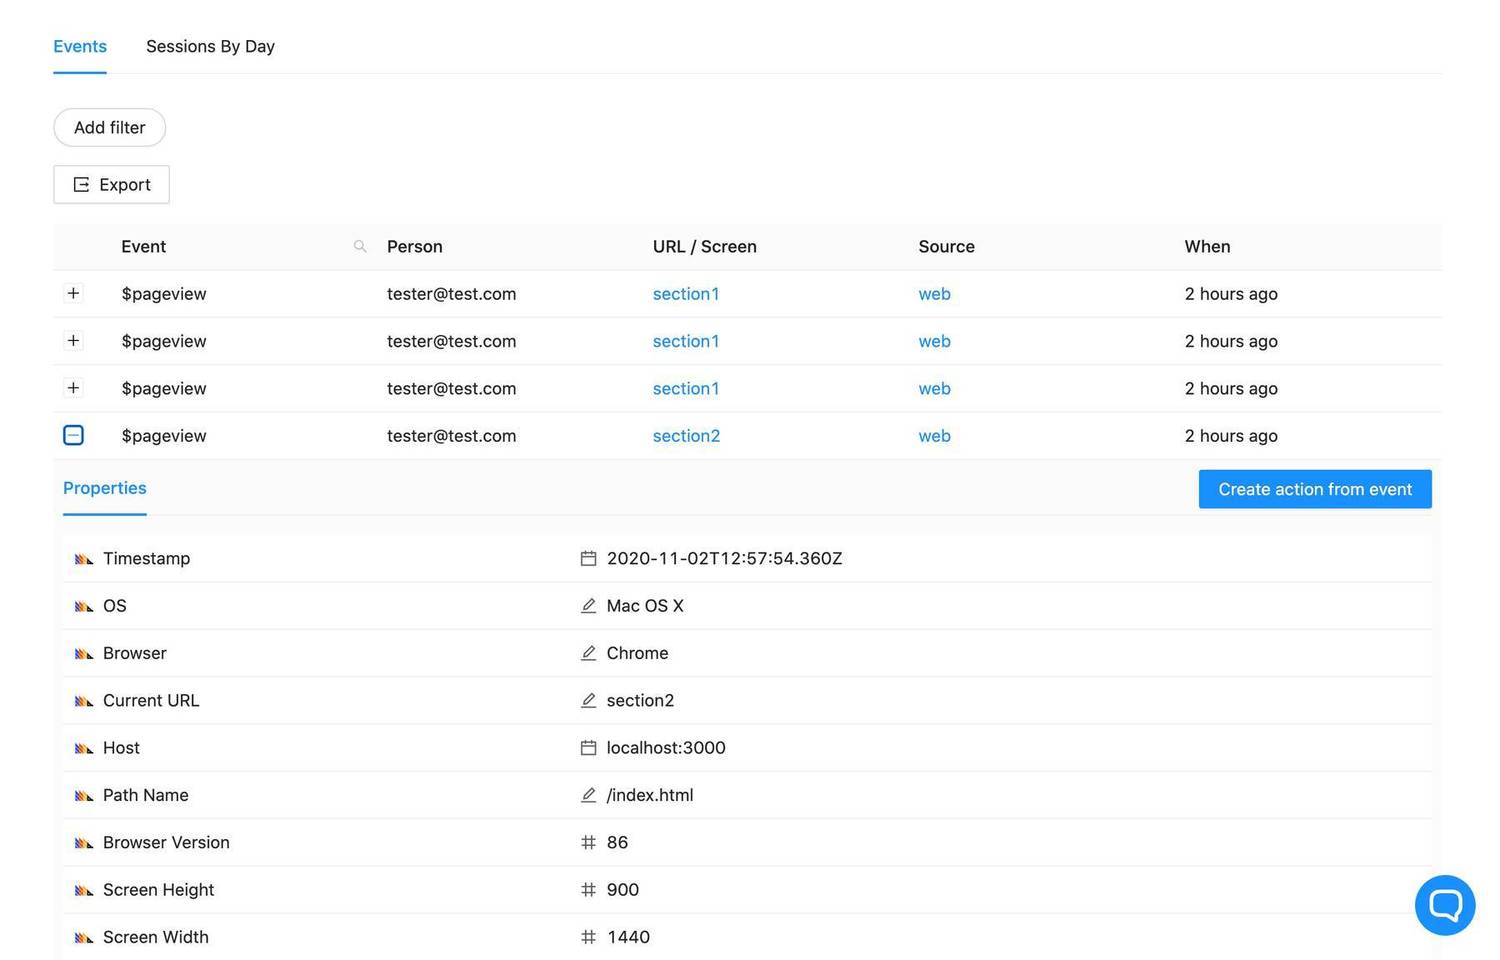 Events Sessions By Day
Add filter
Export
Event Person URL / Screen Source When
$pageview tester@test.com section1 web 2 hours ago
$pageview tester@test.com section1 web 2 hours ago
$pageview tester@test.com section1 web 2 hours ago
$pageview tester@test.com section2 web 2 hours ago
Properties Create action from event
Timestamp 2020-11-02T12:57:54.360Z
OS Mac OS X
Browser Chrome
Current URL section2
Host localhost:3000
Path Name /index.html
Browser Version 86
Screen Height 900
Screen Width 1440